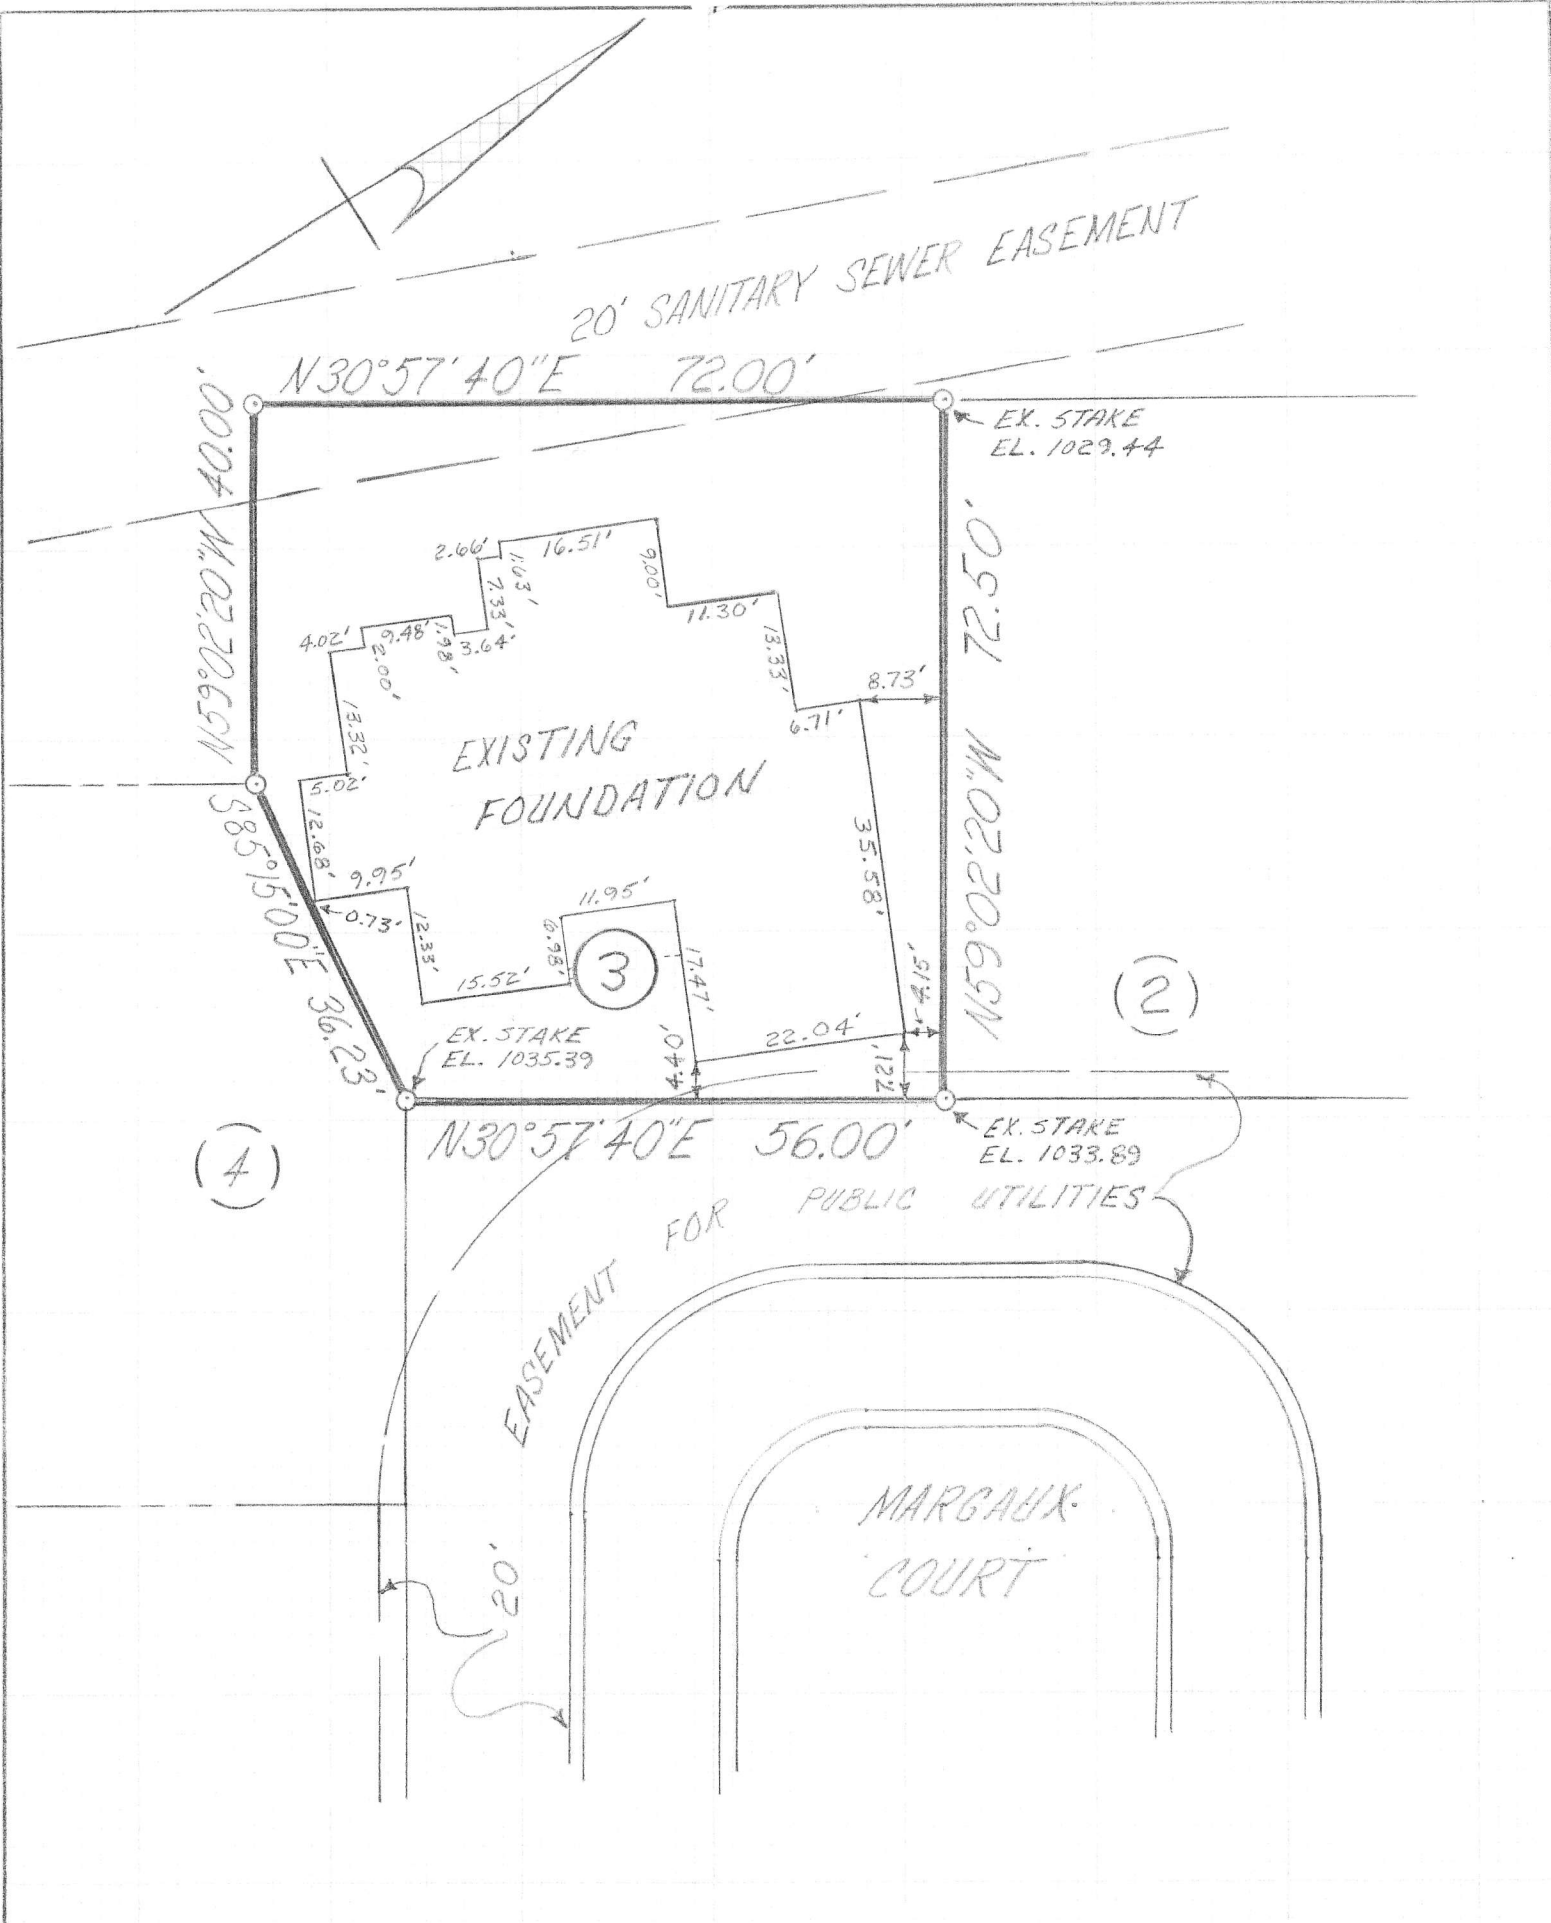 20' SANITARY SEWER EASEMENT
N30°57'40"E 72.00'
N59°02'20"W 40.00'
EX. STAKE
EL. 1029.44
N59°02'20"W 72.50'
2.66'
16.51'
1.63'
7.33'
9.00'
11.30'
4.02'
9.48'
1.98'
3.64'
2.00'
13.33'
8.73'
6.71'
13.32'
5.02'
12.68'
EXISTING
FOUNDATION
35.58'
S85°15'00"E 36.23'
9.95'
0.73'
12.33'
11.95'
6.98'
3
17.47'
15.52'
4.15'
2
22.04'
EX. STAKE
EL. 1035.39
4.40'
7.21'
N30°57'40"E 56.00'
EX. STAKE
EL. 1033.89
4
EASEMENT FOR PUBLIC UTILITIES
20'
MARGAUX
COURT